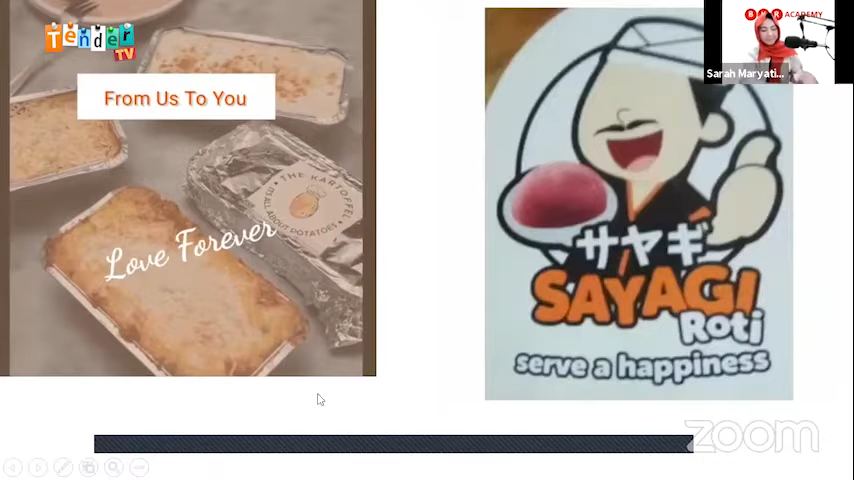 Tender
TV
From Us To You
THE KARTOFFEL
IT'S ALL ABOUT POTATOES
Love Forever
サヤギ
SAYAGI
Roti
serve a happiness
BWR ACADEMY
Sarah Maryati...
zoom